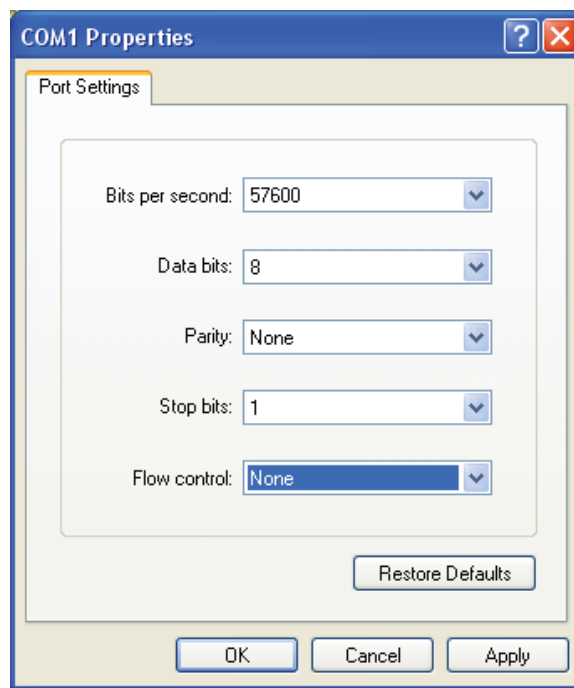 COM1 Properties
Port Settings
Bits per second: 57600
Data bits: 8
Parity: None
Stop bits: 1
Flow control: None
Restore Defaults
OK Cancel Apply